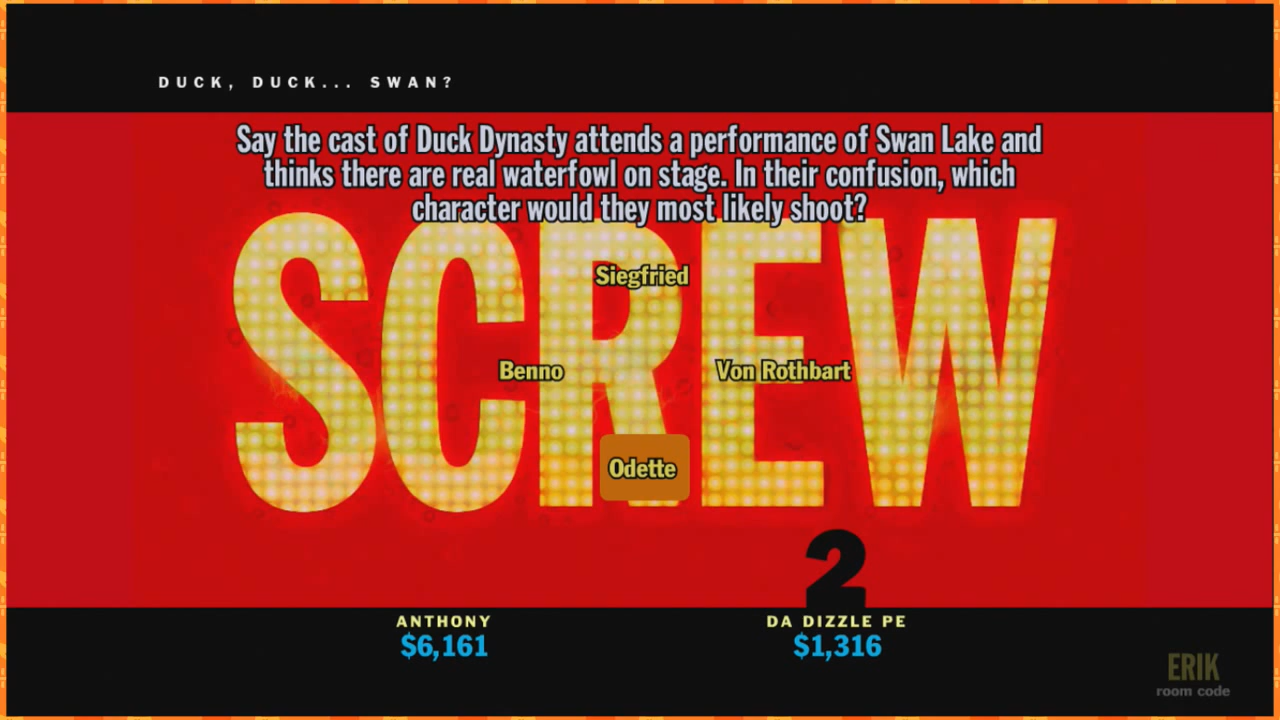 DUCK, DUCK... SWAN?
Say the cast of Duck Dynasty attends a performance of Swan Lake and
thinks there are real waterfowl on stage. In their confusion, which
character would they most likely shoot?
SCREW
Siegfried
Benno
Von Rothbart
Odette
2
ANTHONY
DA DIZZLE PE
$6,161
$1,316
ERIK
room code